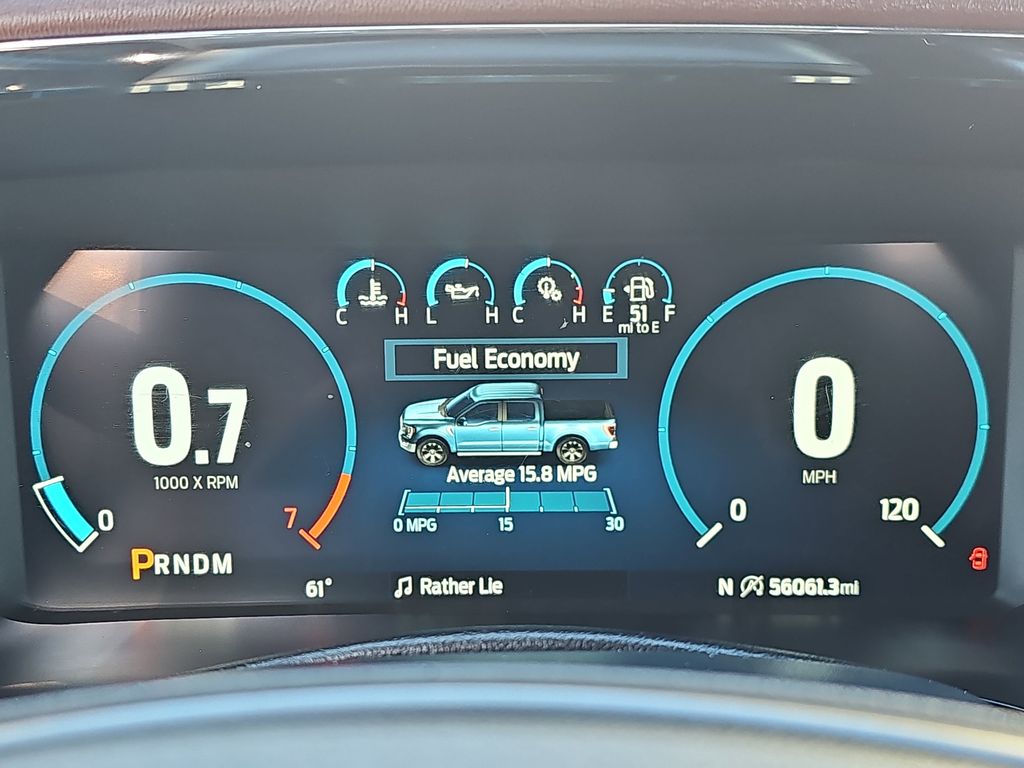 C H L H C H E 51 F
mi to E
Fuel Economy
0.7
1000 X RPM
0
7
PRNDM
61°
Average 15.8 MPG
0 MPG 15 30
Rather Lie
0
MPH
0 120
N 56061.3mi